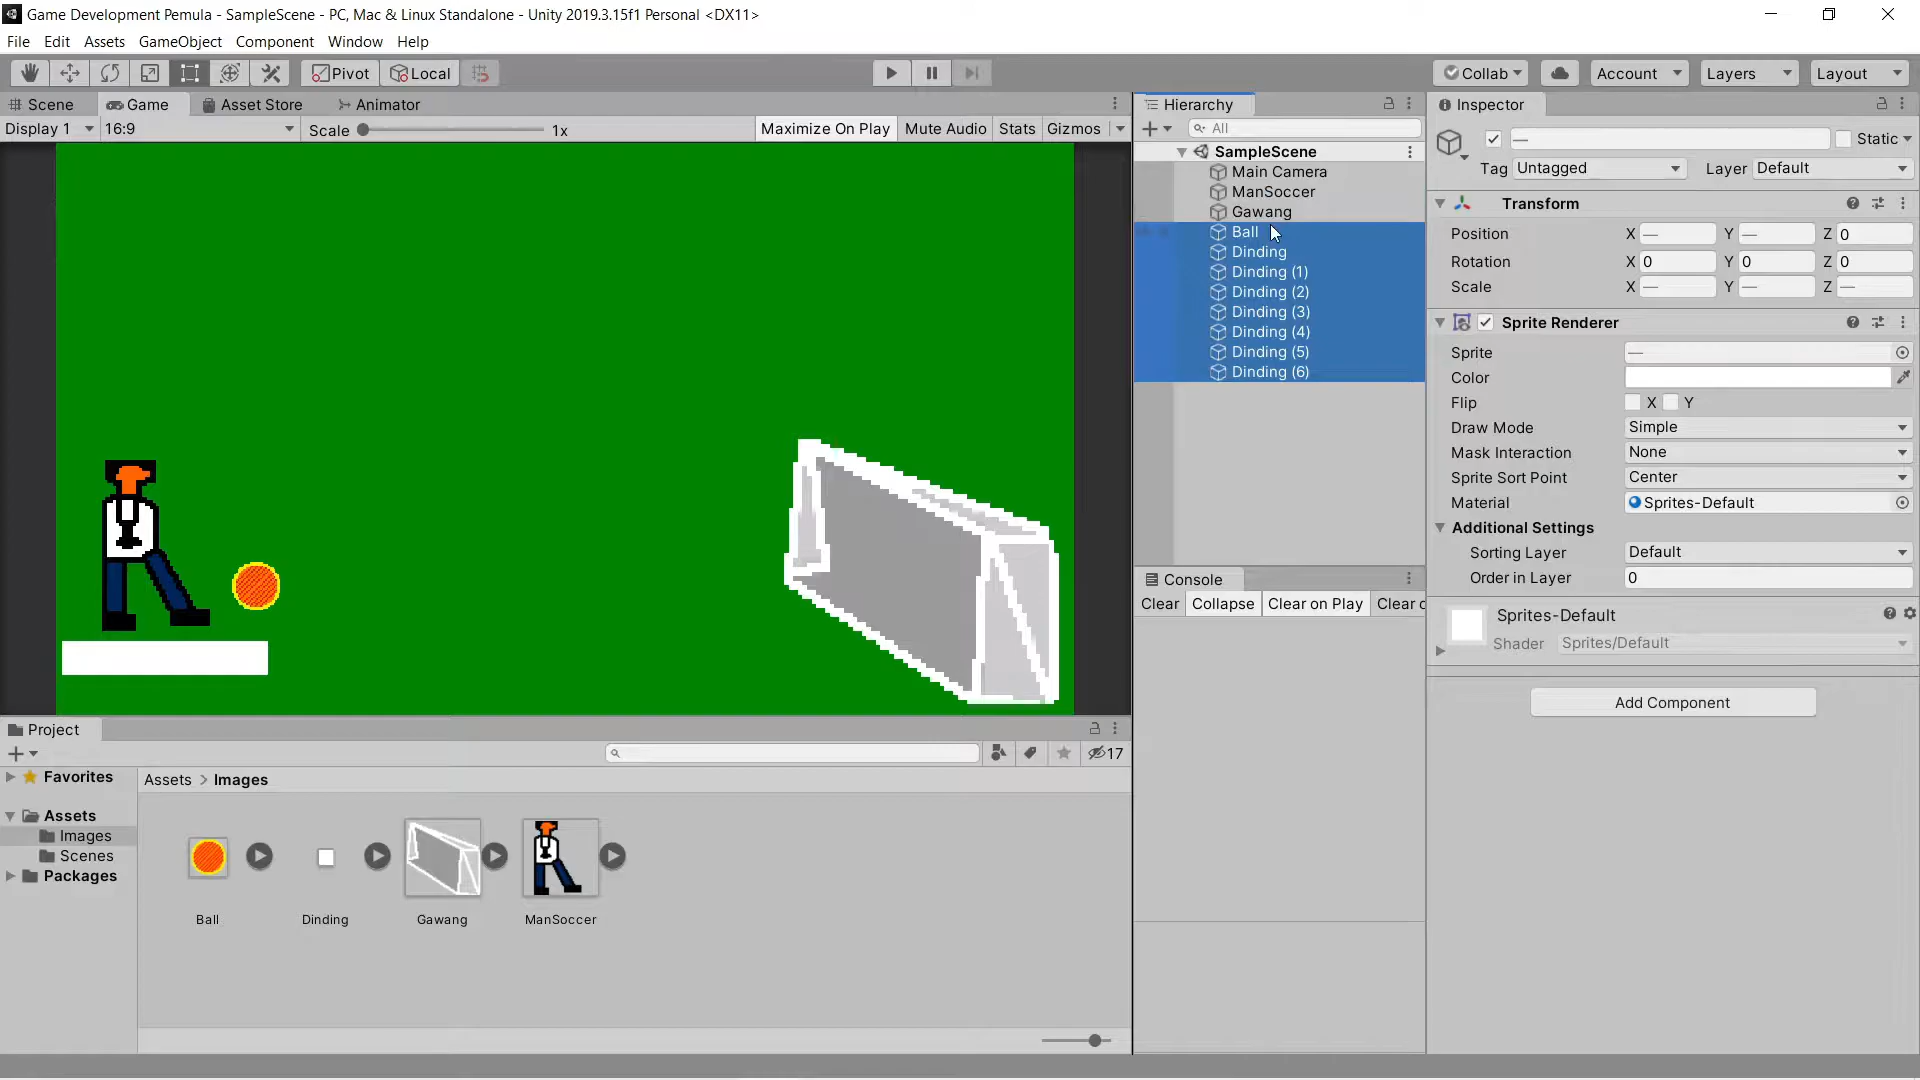 Game Development Pemula - SampleScene - PC, Mac & Linux Standalone - Unity 2019.3.15f1 Personal <DX11>
File Edit Assets GameObject Component Window Help
Pivot Local Collab Account Layers Layout
Scene Game Asset Store Animator
Display 1 16:9 Scale 1x Maximize On Play Mute Audio Stats Gizmos
Hierarchy
All
SampleScene
Main Camera
ManSoccer
Gawang
Ball
Dinding
Dinding (1)
Dinding (2)
Dinding (3)
Dinding (4)
Dinding (5)
Dinding (6)
Console
Clear Collapse Clear on Play Clear o
Inspector
— Static
Tag Untagged Layer Default
Transform
Position X — Y — Z 0
Rotation X 0 Y 0 Z 0
Scale X — Y — Z —
Sprite Renderer
Sprite —
Color
Flip X Y
Draw Mode Simple
Mask Interaction None
Sprite Sort Point Center
Material Sprites-Default
Additional Settings
Sorting Layer Default
Order in Layer 0
Sprites-Default
Shader Sprites/Default
Add Component
Project
17
Favorites
Assets
Images
Scenes
Packages
Assets > Images
Ball Dinding Gawang ManSoccer